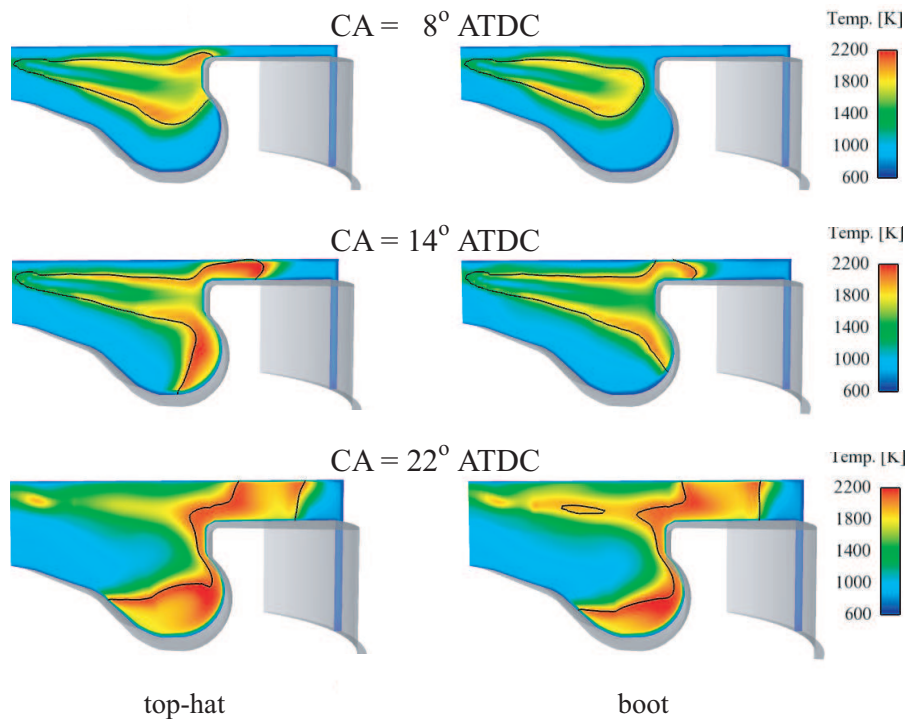 CA = 8° ATDC
Temp. [K]
2200
1800
1400
1000
600
CA = 14° ATDC
Temp. [K]
2200
1800
1400
1000
600
CA = 22° ATDC
Temp. [K]
2200
1800
1400
1000
600
top-hat
boot